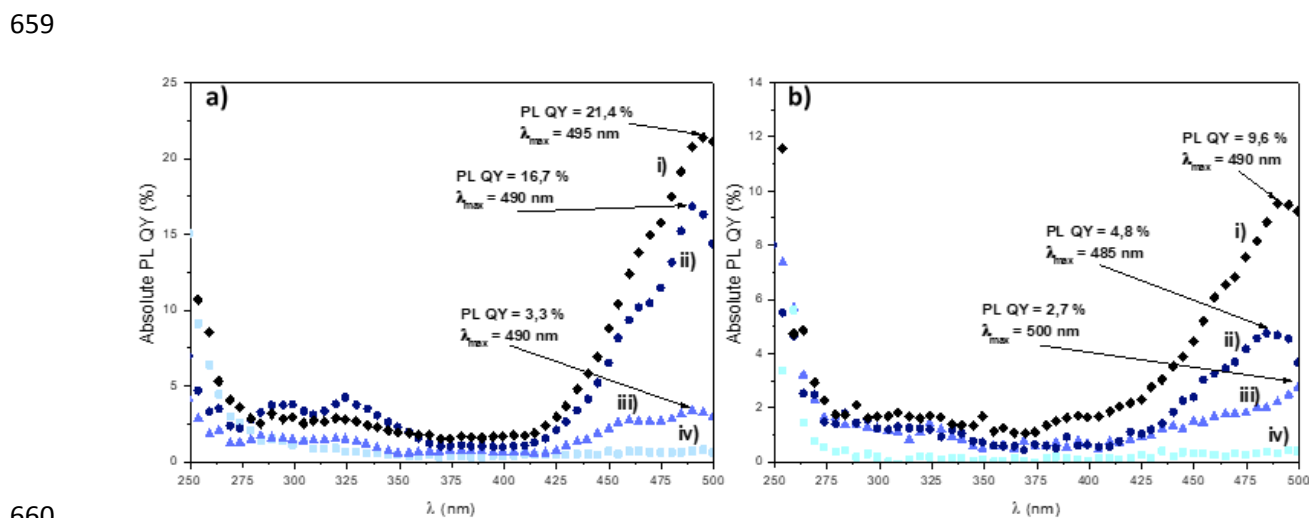 659
a)
Absolute PL QY (%)
25
20
15
10
5
0
PL QY = 21,4 %
λmax = 495 nm
i)
PL QY = 16,7 %
λmax = 490 nm
ii)
PL QY = 3,3 %
λmax = 490 nm
iii)
iv)
250 275 300 325 350 375 400 425 450 475 500
λ (nm)
b)
Absolute PL QY (%)
14
12
10
8
6
4
2
0
PL QY = 9,6 %
λmax = 490 nm
i)
PL QY = 4,8 %
λmax = 485 nm
ii)
PL QY = 2,7 %
λmax = 500 nm
iii)
iv)
250 275 300 325 350 375 400 425 450 475 500
λ (nm)
660